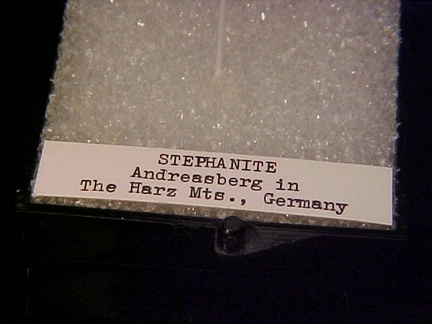 STEPHANITE
Andreasberg in
The Harz Mts., Germany